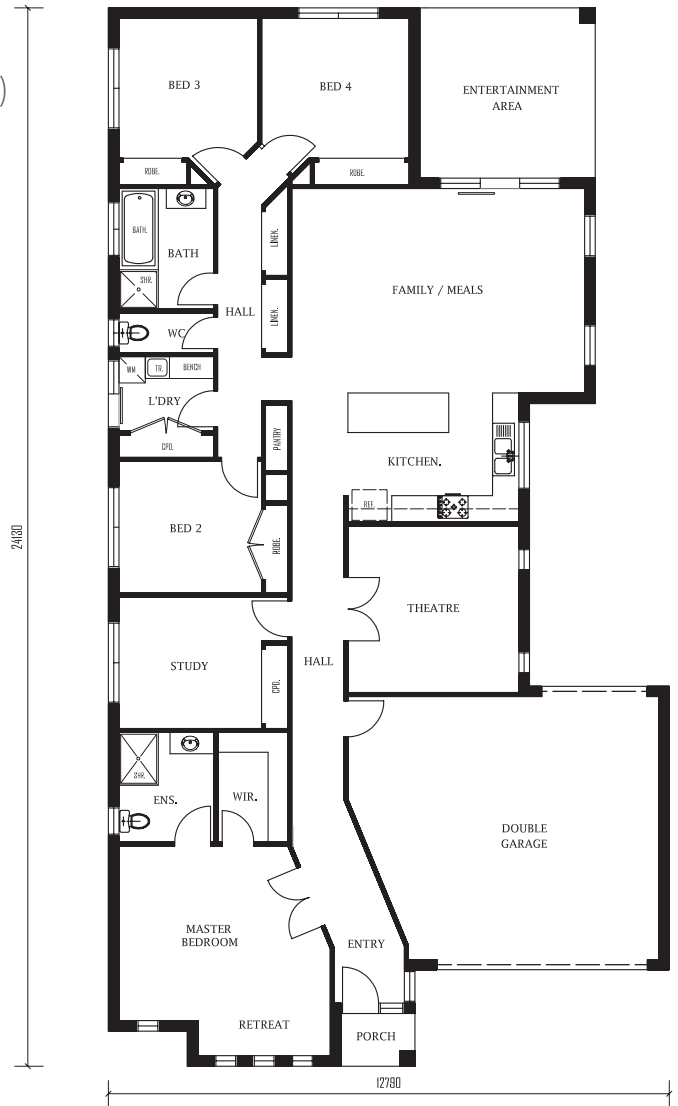 )
BED 3
BED 4
ENTERTAINMENT
AREA
ROBE.
ROBE.
BATH.
BATH
LINEN.
SHR.
HALL
LINEN.
FAMILY / MEALS
WC
WM
TR.
BENCH
L'DRY
CPD.
PANTRY
KITCHEN.
REF.
BED 2
ROBE.
24130
THEATRE
STUDY
HALL
CPD.
SHR.
ENS.
WIR.
DOUBLE
GARAGE
MASTER
BEDROOM
ENTRY
RETREAT
PORCH
12790